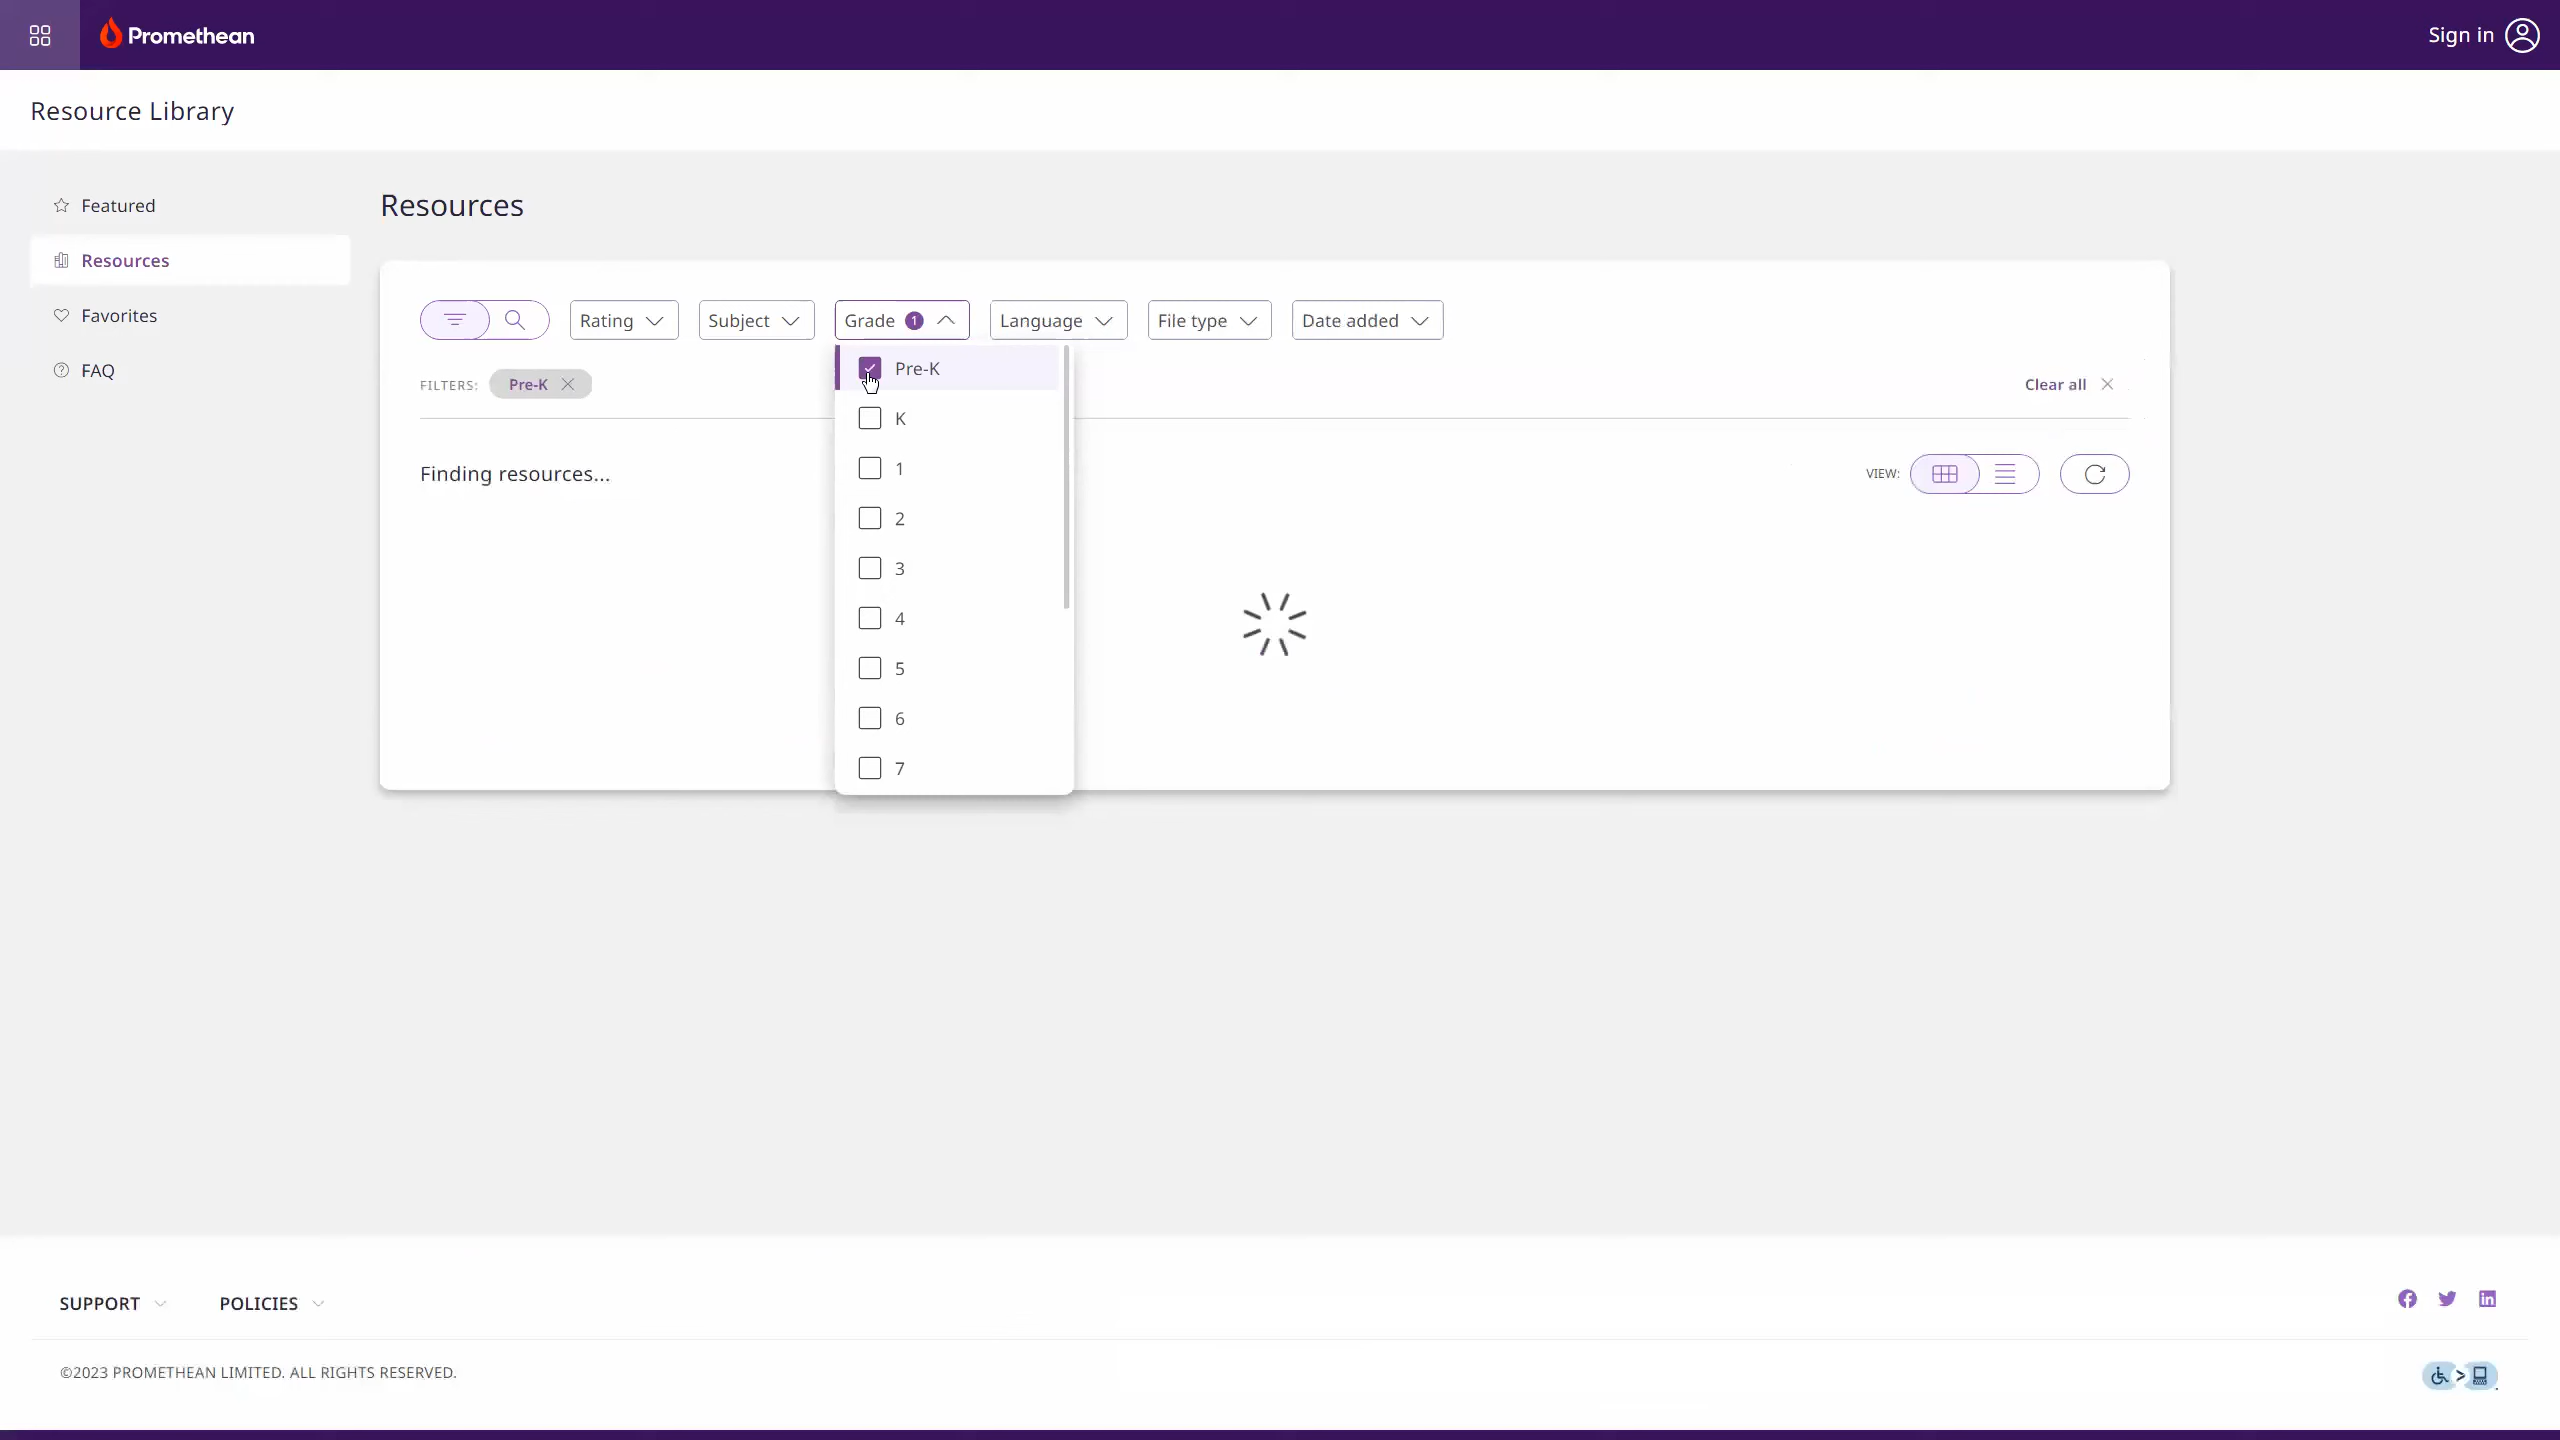 Promethean
Sign in
Resource Library
Featured
Resources
Favorites
FAQ
Resources
Rating
Subject
Grade 1
Language
File type
Date added
FILTERS: Pre-K
Clear all
Pre-K
K
1
2
3
4
5
6
7
Finding resources...
VIEW:
SUPPORT
POLICIES
©2023 PROMETHEAN LIMITED. ALL RIGHTS RESERVED.